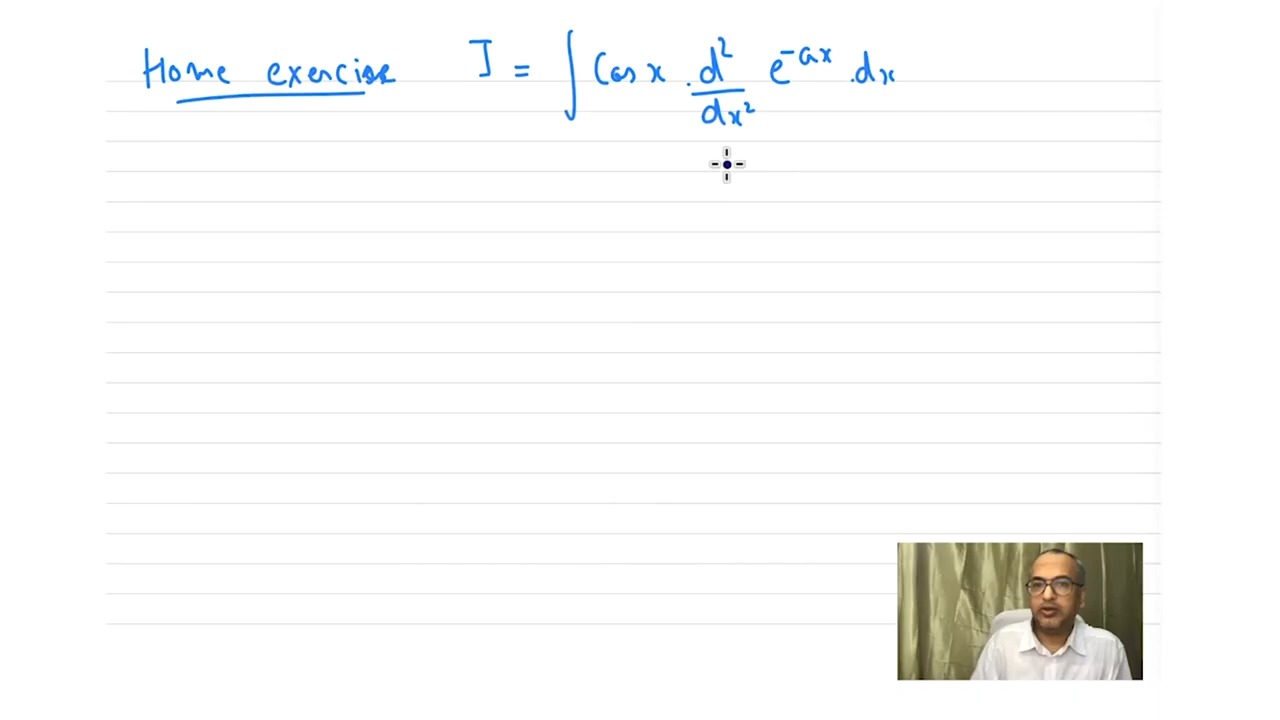 Home exercise I = ∫ Cos x . d²/dx² e^{-ax} . dx